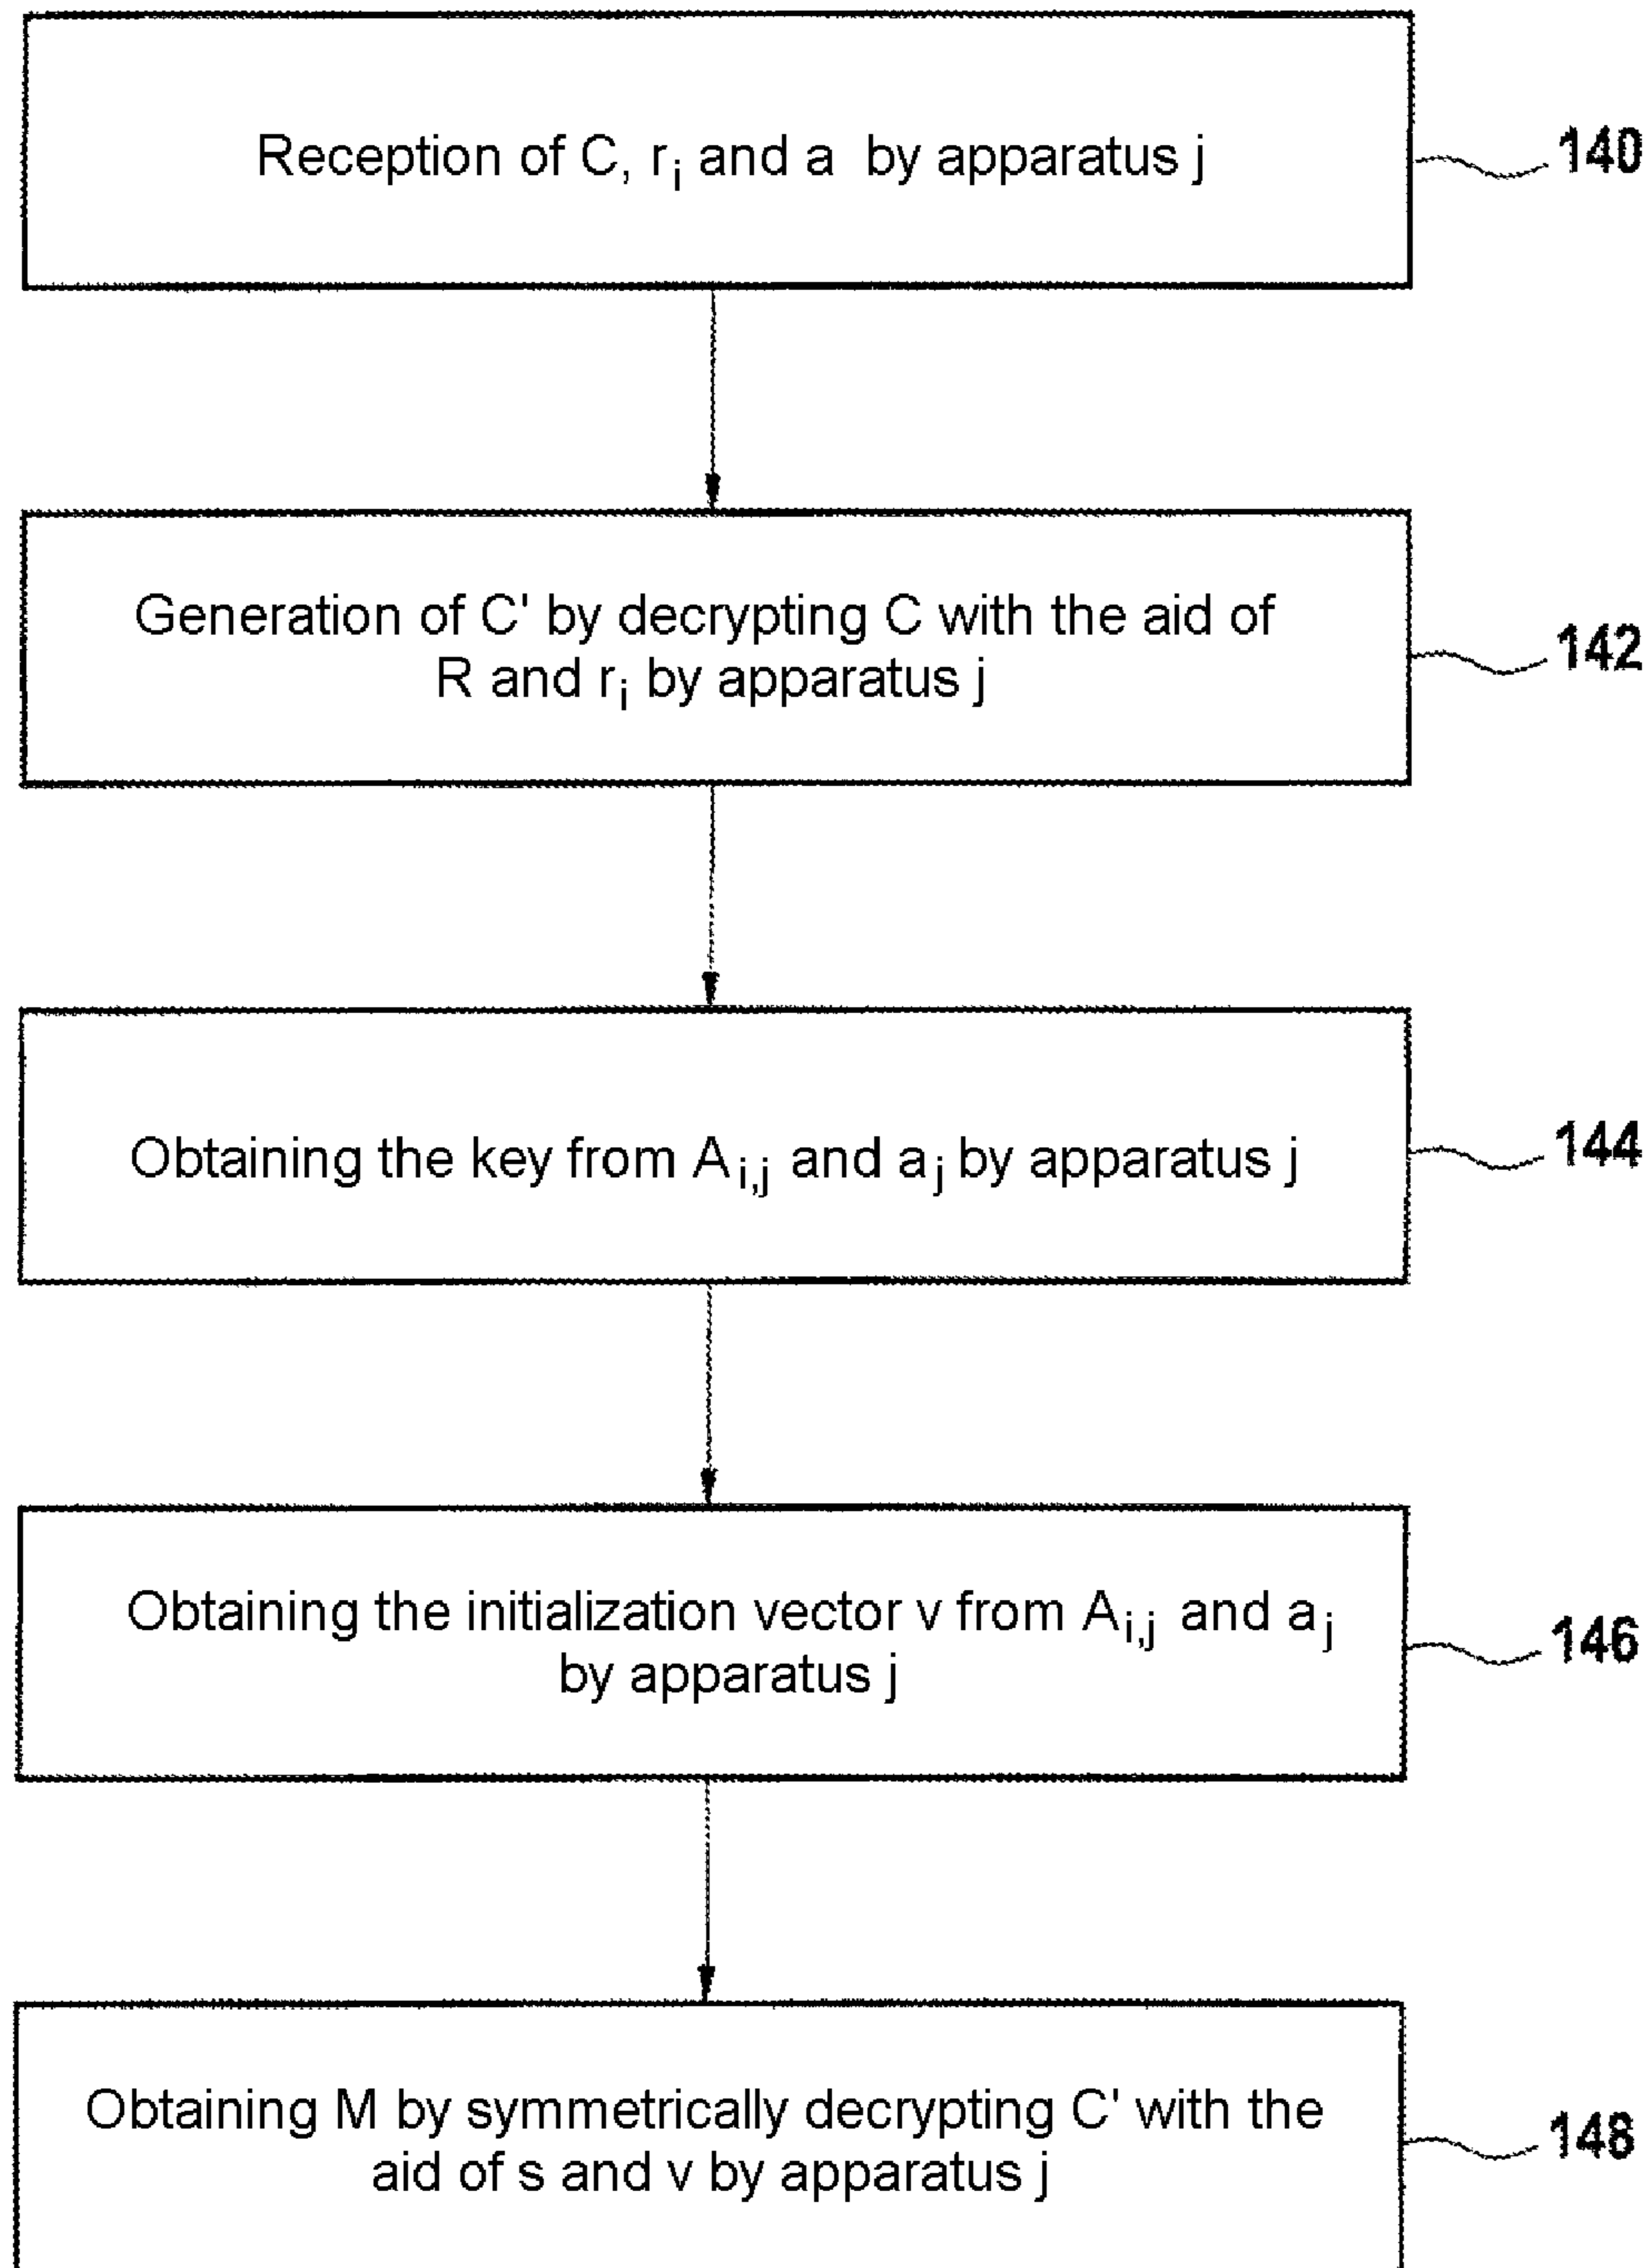 Reception of C, rᵢ and a by apparatus j
140
Generation of C' by decrypting C with the aid of
R and rᵢ by apparatus j
142
Obtaining the key from Aᵢ,ⱼ and aⱼ by apparatus j
144
Obtaining the initialization vector v from Aᵢ,ⱼ and aⱼ
by apparatus j
146
Obtaining M by symmetrically decrypting C' with the
aid of s and v by apparatus j
148